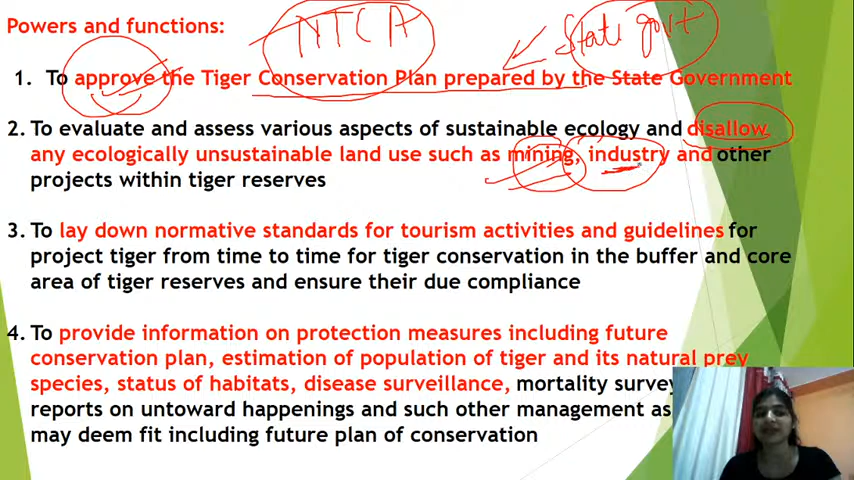 Powers and functions:
NTCA
State govt
1. To approve the Tiger Conservation Plan prepared by the State Government
2. To evaluate and assess various aspects of sustainable ecology and disallow
any ecologically unsustainable land use such as mining, industry and other
projects within tiger reserves
3. To lay down normative standards for tourism activities and guidelines for
project tiger from time to time for tiger conservation in the buffer and core
area of tiger reserves and ensure their due compliance
4. To provide information on protection measures including future
conservation plan, estimation of population of tiger and its natural prey
species, status of habitats, disease surveillance, mortality survey
reports on untoward happenings and such other management as
may deem fit including future plan of conservation